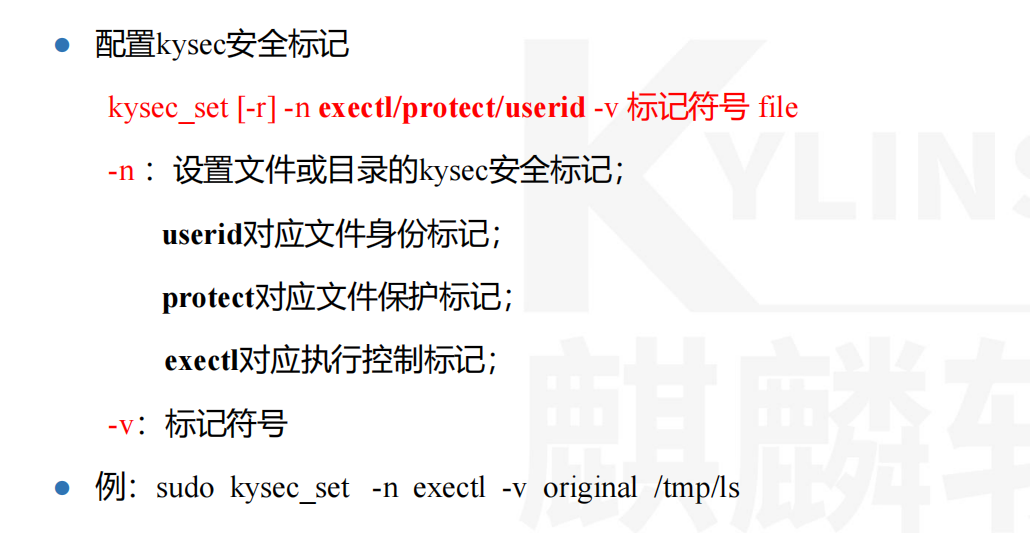 配置kysec安全标记
kysec_set [-r] -n exectl/protect/userid -v 标记符号 file
-n ：设置文件或目录的kysec安全标记；
userid对应文件身份标记；
protect对应文件保护标记；
exectl对应执行控制标记；
-v：标记符号
例：sudo kysec_set -n exectl -v original /tmp/ls
KYLINS
麒麟软